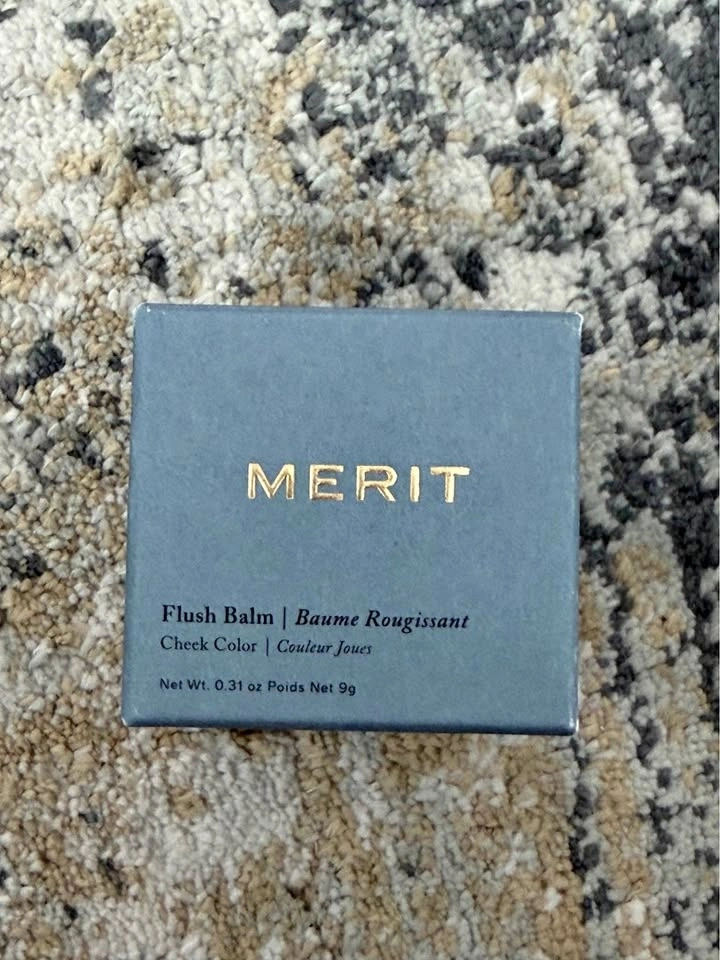 MERIT
Flush Balm | Baume Rougissant
Cheek Color | Couleur Joues
Net Wt. 0.31 oz Poids Net 9g